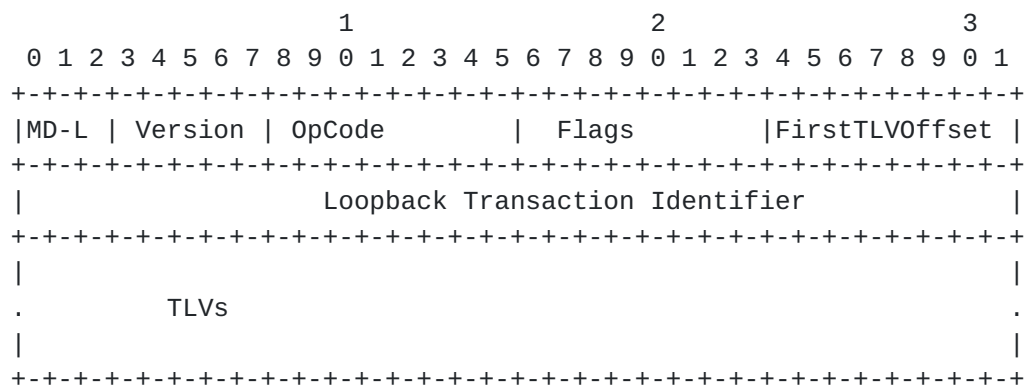 1                   2                   3
 0 1 2 3 4 5 6 7 8 9 0 1 2 3 4 5 6 7 8 9 0 1 2 3 4 5 6 7 8 9 0 1
+-+-+-+-+-+-+-+-+-+-+-+-+-+-+-+-+-+-+-+-+-+-+-+-+-+-+-+-+-+-+-+-+
|MD-L | Version | OpCode        |  Flags        |FirstTLVOffset |
+-+-+-+-+-+-+-+-+-+-+-+-+-+-+-+-+-+-+-+-+-+-+-+-+-+-+-+-+-+-+-+-+
|                   Loopback Transaction Identifier             |
+-+-+-+-+-+-+-+-+-+-+-+-+-+-+-+-+-+-+-+-+-+-+-+-+-+-+-+-+-+-+-+-+
|                                                               |
.         TLVs                                                  .
|                                                               |
+-+-+-+-+-+-+-+-+-+-+-+-+-+-+-+-+-+-+-+-+-+-+-+-+-+-+-+-+-+-+-+-+